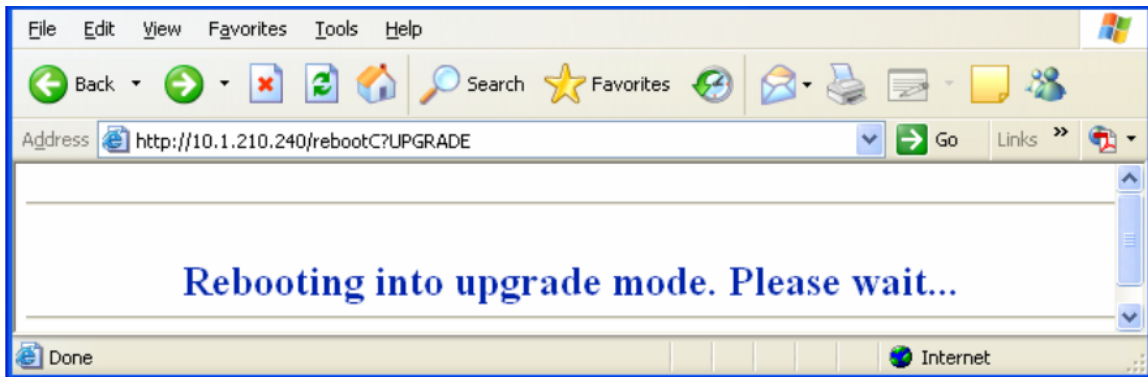 File Edit View Favorites Tools Help
Back Search Favorites
Address http://10.1.210.240/rebootC?UPGRADE Go Links »
Rebooting into upgrade mode. Please wait...
Done Internet